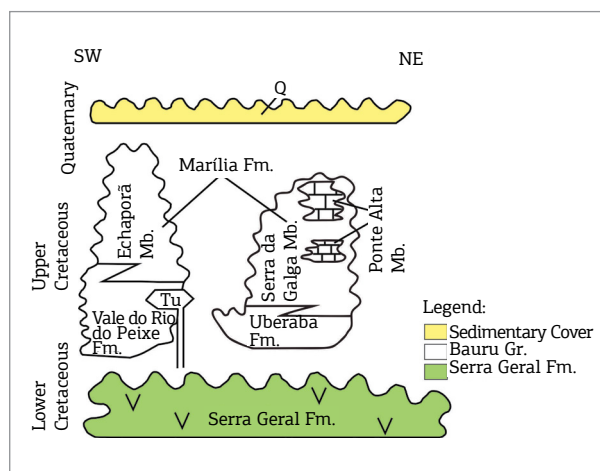 SW
NE
Quaternary
Q
Upper
Cretaceous
Echaporã
Mb.
Marília Fm.
Serra da
Galga Mb.
Ponte Alta
Mb.
Tu
Vale do Rio
do Peixe
Fm.
Uberaba
Fm.
Lower
Cretaceous
Serra Geral Fm.
Legend:
Sedimentary Cover
Bauru Gr.
Serra Geral Fm.